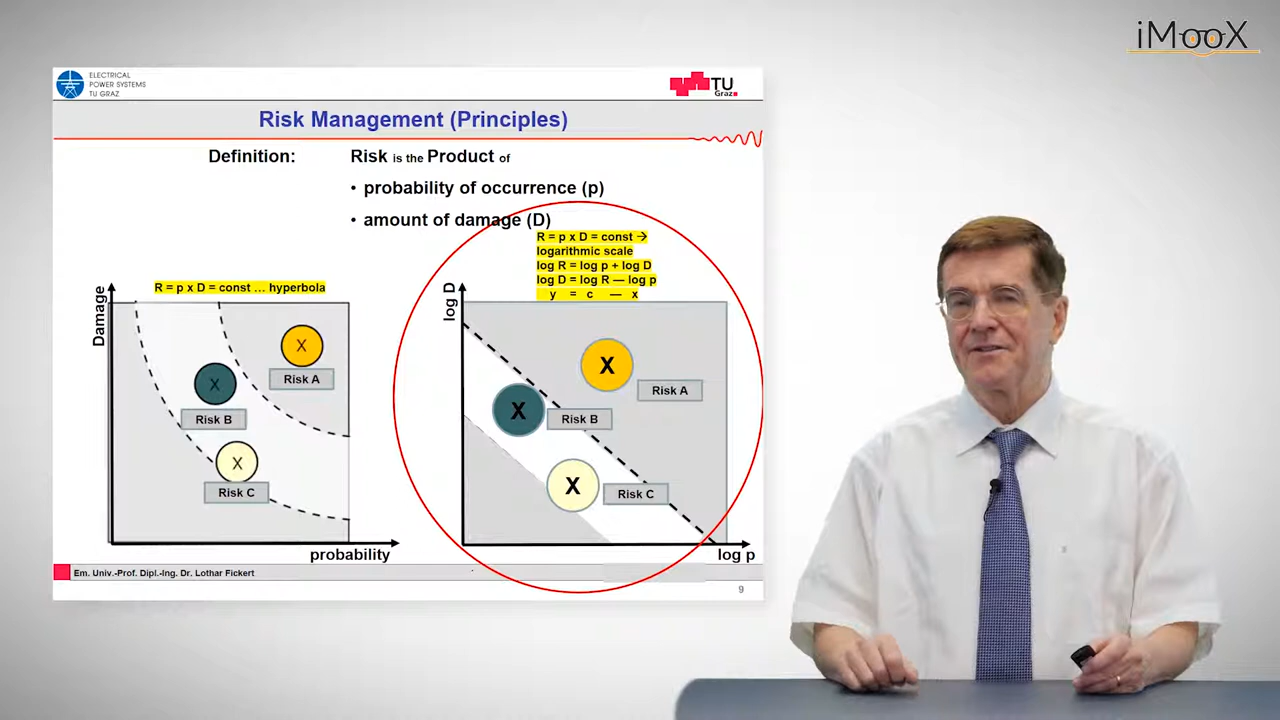 iMooX
ELECTRICAL
POWER SYSTEMS
TU GRAZ
TU
Graz
Risk Management (Principles)
Definition: Risk is the Product of
• probability of occurrence (p)
• amount of damage (D)
R = p x D = const →
logarithmic scale
log R = log p + log D
log D = log R — log p
y = c — x
R = p x D = const ... hyperbola
Damage
X
Risk A
X
Risk B
X
Risk C
probability
log D
X
Risk A
X
Risk B
X
Risk C
log p
Em. Univ.-Prof. Dipl.-Ing. Dr. Lothar Fickert
9